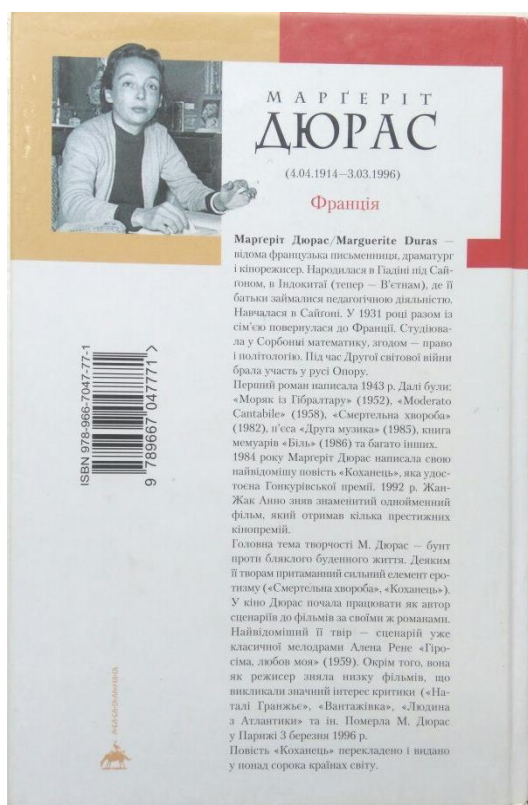 МАРҐЕРІТ
ДЮРАС
(4.04.1914—3.03.1996)
Франція
Марґеріт Дюрас/Marguerite Duras —
відома французька письменниця, драматург
і кінорежисер. Народилася в Гіадіні під Сай-
ґоном, в Індокитаї (тепер — В'єтнам), де її
батьки займалися педагогічною діяльністю.
Навчалася в Сайґоні. У 1931 році разом із
сім'єю повернулася до Франції. Студіюва-
ла у Сорбонні математику, згодом — право
і політологію. Під час Другої світової війни
брала участь у русі Опору.
Перший роман написала 1943 р. Далі були:
«Моряк із Гібралтару» (1952), «Moderato
Cantabile» (1958), «Смертельна хвороба»
(1982), п'єса «Друга музика» (1985), книга
мемуарів «Біль» (1986) та багато інших.
1984 року Марґеріт Дюрас написала свою
найвідомішу повість «Коханець», яка удос-
тоєна Гонкурівської премії. 1992 р. Жан-
Жак Анно зняв знаменитий однойменний
фільм, який отримав кілька престижних
кінопремій.
Головна тема творчості М. Дюрас — бунт
проти бляклого буденного життя. Деяким
її творам притаманний сильний елемент еро-
тизму («Смертельна хвороба», «Коханець»).
У кіно Дюрас почала працювати як автор
сценаріїв до фільмів за своїми ж романами.
Найвідоміший її твір — сценарій уже
класичної мелодрами Алена Рене «Гіро-
сіма, любов моя» (1959). Окрім того, вона
як режисер зняла низку фільмів, що
викликали значний інтерес критики («На-
талі Гранжьє», «Вантажівка», «Людина
з Атлантики» та ін. Померла М. Дюрас
у Парижі 3 березня 1996 р.
Повість «Коханець» перекладено і видано
у понад сорока країнах світу.
ISBN 978-966-7047-77-1
9 789667 047771 >